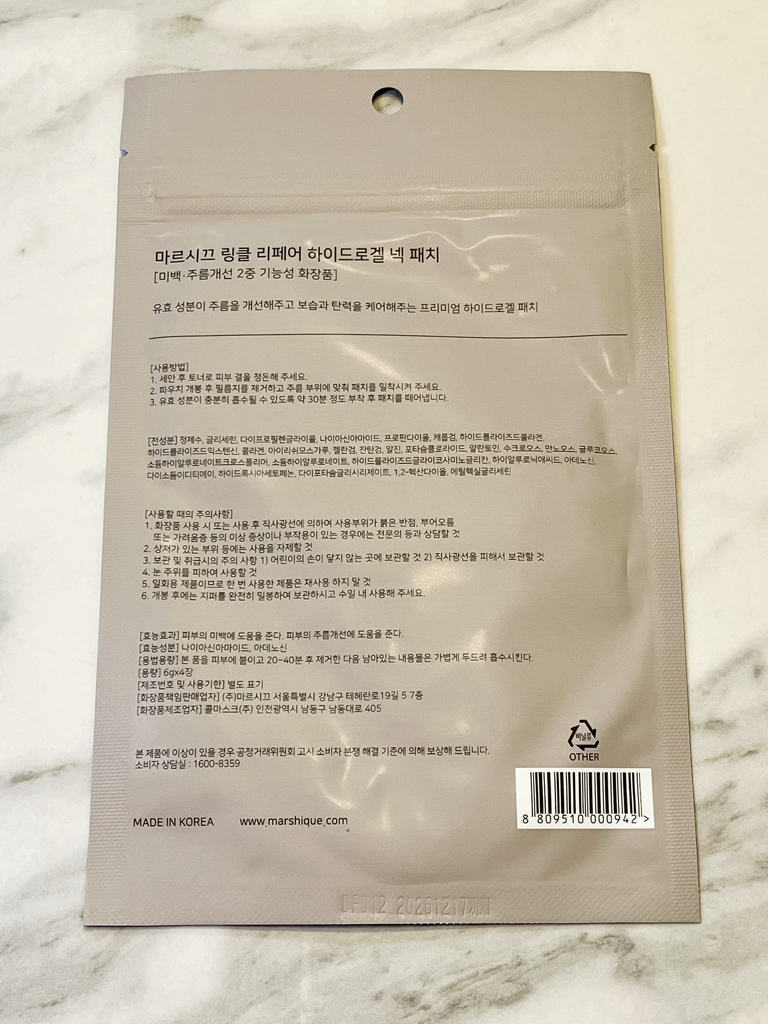 마르시끄 링클 리페어 하이드로겔 넥 패치
[미백·주름개선 2중 기능성 화장품]
유효 성분이 주름을 개선해주고 보습과 탄력을 케어해주는 프리미엄 하이드로겔 패치
[사용방법]
1. 세안 후 토너로 피부 결을 정돈해 주세요.
2. 파우치 개봉 후 필름지를 제거하고 주름 부위에 맞춰 패치를 밀착시켜 주세요.
3. 유효 성분이 충분히 흡수될 수 있도록 약 30분 정도 부착 후 패치를 떼어냅니다.
[전성분] 정제수, 글리세린, 다이프로필렌글라이콜, 나이아신아마이드, 프로판다이올, 캐롭검, 하이드롤라이즈드콜라겐,
하이드롤라이즈드익스텐신, 콜라겐, 아이리쉬모스가루, 젤란검, 잔탄검, 알진, 포타슘클로라이드, 알란토인, 수크로오스, 만노오스, 글루코오스,
소듐하이알루로네이트크로스폴리머, 소듐하이알루로네이트, 하이드롤라이즈드글라이코사미노글리칸, 하이알루로닉애씨드, 아데노신,
다이소듐이디티에이, 하이드록시아세토페논, 다이포타슘글리시리제이트, 1,2-헥산다이올, 에틸헥실글리세린
[사용할 때의 주의사항]
1. 화장품 사용 시 또는 사용 후 직사광선에 의하여 사용부위가 붉은 반점, 부어오름
또는 가려움증 등의 이상 증상이나 부작용이 있는 경우에는 전문의 등과 상담할 것
2. 상처가 있는 부위 등에는 사용을 자제할 것
3. 보관 및 취급시의 주의 사항 1) 어린이의 손이 닿지 않는 곳에 보관할 것 2) 직사광선을 피해서 보관할 것
4. 눈 주위를 피하여 사용할 것
5. 일회용 제품이므로 한 번 사용한 제품은 재사용 하지 말 것
6. 개봉 후에는 지퍼를 완전히 밀봉하여 보관하시고 수일 내 사용해 주세요.
[효능효과] 피부의 미백에 도움을 준다. 피부의 주름개선에 도움을 준다.
[효능성분] 나이아신아마이드, 아데노신
[용법용량] 본 품을 피부에 붙이고 20~40분 후 제거한 다음 남아있는 내용물은 가볍게 두드려 흡수시킨다.
[용량] 6gx4장
[제조번호 및 사용기한] 별도 표기
[화장품책임판매업자] (주)마르시끄 서울특별시 강남구 테헤란로19길 5 7층
[화장품제조업자] 콜마스크(주) 인천광역시 남동구 남동대로 405
본 제품에 이상이 있을 경우 공정거래위원회 고시 소비자 분쟁 해결 기준에 의해 보상해 드립니다.
소비자 상담실 : 1600-8359
비닐류
OTHER
8 809510 000942 >
MADE IN KOREA www.marshique.com
20261217까지